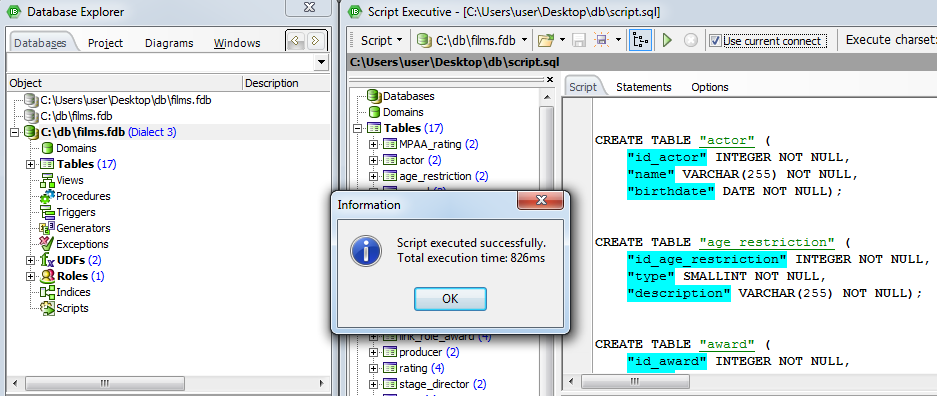 Database Explorer
Databases Project Diagrams Windows
Object Description
C:\Users\user\Desktop\db\films.fdb
C:\db\films.fdb
C:\db\films.fdb (Dialect 3)
Domains
Tables (17)
Views
Procedures
Triggers
Generators
Exceptions
fx UDFs (2)
Roles (1)
Indices
Scripts
Script Executive - [C:\Users\user\Desktop\db\script.sql]
Script C:\db\films.fdb Use current connect Execute charset:
C:\Users\user\Desktop\db\script.sql
Databases
Domains
Tables (17)
MPAA_rating (2)
actor (2)
age_restriction (2)
link_role_award (4)
producer (2)
rating (4)
stage_director (2)
Script Statements Options
CREATE TABLE "actor" (
"id_actor" INTEGER NOT NULL,
"name" VARCHAR(255) NOT NULL,
"birthdate" DATE NOT NULL);
CREATE TABLE "age_restriction" (
"id_age_restriction" INTEGER NOT NULL,
"type" SMALLINT NOT NULL,
"description" VARCHAR(255) NOT NULL);
CREATE TABLE "award" (
"id_award" INTEGER NOT NULL,
Information
Script executed successfully.
Total execution time: 826ms
OK